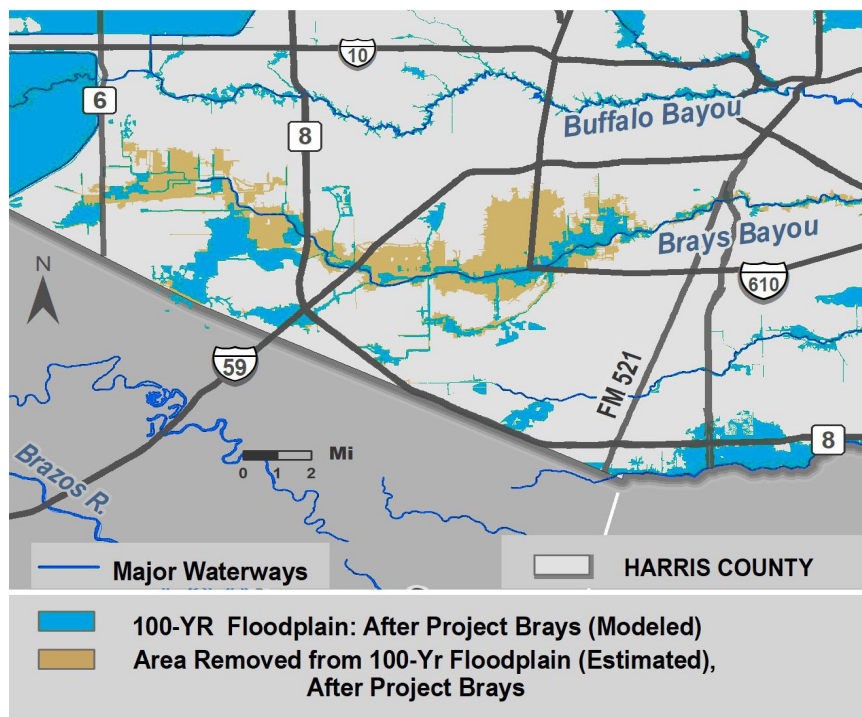 10
6
8
Buffalo Bayou
Brays Bayou
N
610
59
FM 521
8
Mi
0 1 2
Brazos R.
Major Waterways
HARRIS COUNTY
100-YR Floodplain: After Project Brays (Modeled)
Area Removed from 100-Yr Floodplain (Estimated),
After Project Brays